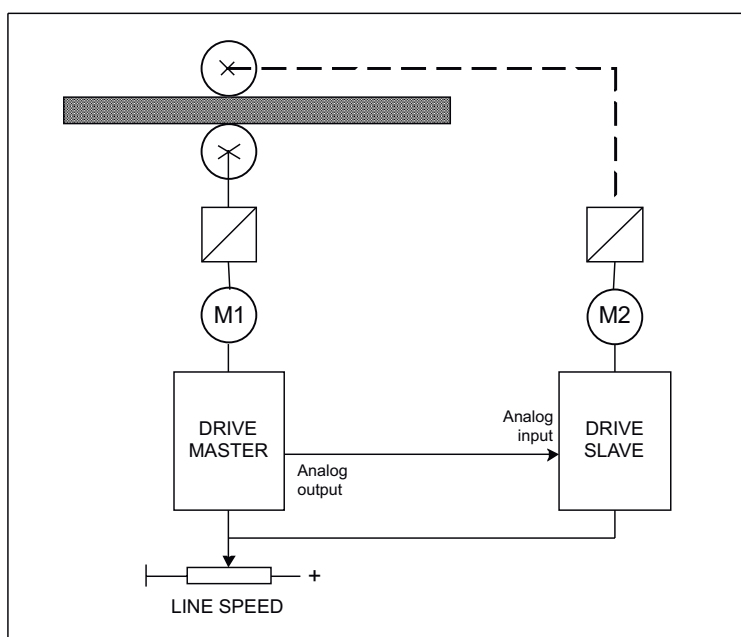 M1
M2
DRIVE
MASTER
Analog
output
Analog
input
DRIVE
SLAVE
+
LINE SPEED